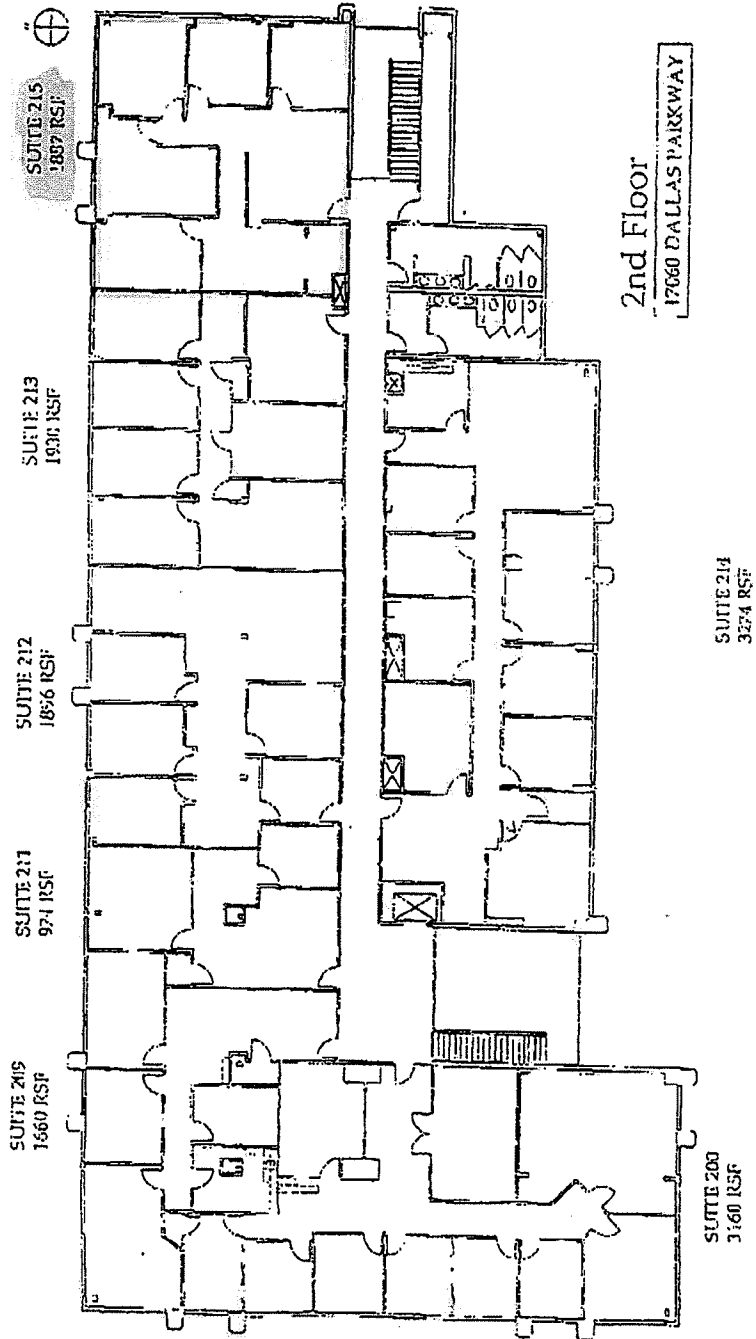 2nd Floor
17060 DALLAS PARKWAY
SUITE 200
3160 RSF
SUITE 209
1660 RSF
SUITE 211
974 RSF
SUITE 212
1856 RSF
SUITE 213
1930 RSF
SUITE 214
3274 RSF
SUITE 215
1887 RSF